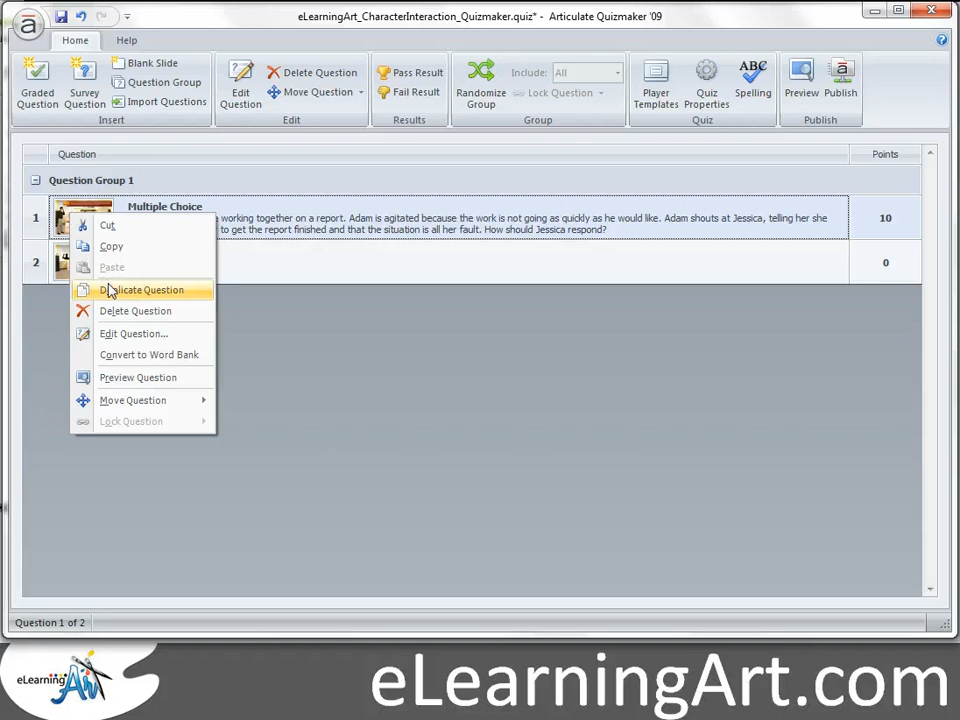 eLearningArt_CharacterInteraction_Quizmaker.quiz* - Articulate Quizmaker '09
Home Help
Graded Question
Survey Question
Blank Slide
Question Group
Import Questions
Insert
Edit Question
Delete Question
Move Question
Edit
Pass Result
Fail Result
Results
Randomize Group
Include: All
Lock Question
Group
Player Templates
Quiz Properties
ABC
Spelling
Quiz
Preview
Publish
Publish
Question Points
Question Group 1
1 Multiple Choice 10
working together on a report. Adam is agitated because the work is not going as quickly as he would like. Adam shouts at Jessica, telling her she
to get the report finished and that the situation is all her fault. How should Jessica respond?
2 0
Cut
Copy
Paste
Duplicate Question
Delete Question
Edit Question...
Convert to Word Bank
Preview Question
Move Question
Lock Question
Question 1 of 2
eLearningArt
eLearningArt.com